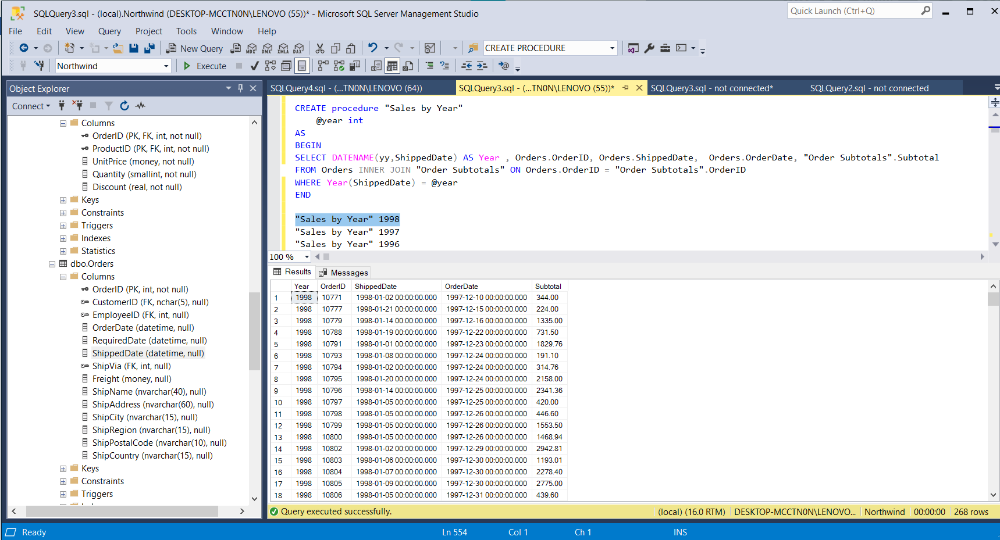 SQLQuery3.sql - (local).Northwind (DESKTOP-MCCTN0N\LENOVO (55))* - Microsoft SQL Server Management Studio
Quick Launch (Ctrl+Q)
File Edit View Query Project Tools Window Help
New Query MDX DMX XMLA DAX CREATE PROCEDURE
Northwind Execute
Object Explorer
Connect
Columns
OrderID (PK, FK, int, not null)
ProductID (PK, FK, int, not null)
UnitPrice (money, not null)
Quantity (smallint, not null)
Discount (real, not null)
Keys
Constraints
Triggers
Indexes
Statistics
dbo.Orders
Columns
OrderID (PK, int, not null)
CustomerID (FK, nchar(5), null)
EmployeeID (FK, int, null)
OrderDate (datetime, null)
RequiredDate (datetime, null)
ShippedDate (datetime, null)
ShipVia (FK, int, null)
Freight (money, null)
ShipName (nvarchar(40), null)
ShipAddress (nvarchar(60), null)
ShipCity (nvarchar(15), null)
ShipRegion (nvarchar(15), null)
ShipPostalCode (nvarchar(10), null)
ShipCountry (nvarchar(15), null)
Keys
Constraints
Triggers
SQLQuery4.sql - (...TN0N\LENOVO (64)) SQLQuery3.sql - (...TN0N\LENOVO (55))* SQLQuery3.sql - not connected* SQLQuery2.sql - not connected
CREATE procedure "Sales by Year"
@year int
AS
BEGIN
SELECT DATENAME(yy,ShippedDate) AS Year , Orders.OrderID, Orders.ShippedDate,  Orders.OrderDate, "Order Subtotals".Subtotal
FROM Orders INNER JOIN "Order Subtotals" ON Orders.OrderID = "Order Subtotals".OrderID
WHERE Year(ShippedDate) = @year
END
"Sales by Year" 1998
"Sales by Year" 1997
"Sales by Year" 1996
100 %
Results Messages
Year OrderID ShippedDate OrderDate Subtotal
1 1998 10771 1998-01-02 00:00:00.000 1997-12-10 00:00:00.000 344.00
2 1998 10777 1998-01-21 00:00:00.000 1997-12-15 00:00:00.000 224.00
3 1998 10779 1998-01-14 00:00:00.000 1997-12-16 00:00:00.000 1335.00
4 1998 10788 1998-01-19 00:00:00.000 1997-12-22 00:00:00.000 731.50
5 1998 10791 1998-01-01 00:00:00.000 1997-12-23 00:00:00.000 1829.76
6 1998 10793 1998-01-08 00:00:00.000 1997-12-24 00:00:00.000 191.10
7 1998 10794 1998-01-02 00:00:00.000 1997-12-24 00:00:00.000 314.76
8 1998 10795 1998-01-20 00:00:00.000 1997-12-24 00:00:00.000 2158.00
9 1998 10796 1998-01-14 00:00:00.000 1997-12-25 00:00:00.000 2341.36
10 1998 10797 1998-01-05 00:00:00.000 1997-12-25 00:00:00.000 420.00
11 1998 10798 1998-01-05 00:00:00.000 1997-12-26 00:00:00.000 446.60
12 1998 10799 1998-01-05 00:00:00.000 1997-12-26 00:00:00.000 1553.50
13 1998 10800 1998-01-05 00:00:00.000 1997-12-26 00:00:00.000 1468.94
14 1998 10802 1998-01-02 00:00:00.000 1997-12-29 00:00:00.000 2942.81
15 1998 10803 1998-01-06 00:00:00.000 1997-12-30 00:00:00.000 1193.01
16 1998 10804 1998-01-07 00:00:00.000 1997-12-30 00:00:00.000 2278.40
17 1998 10805 1998-01-09 00:00:00.000 1997-12-30 00:00:00.000 2775.00
18 1998 10806 1998-01-05 00:00:00.000 1997-12-31 00:00:00.000 439.60
Query executed successfully. (local) (16.0 RTM) DESKTOP-MCCTN0N\LENOVO... Northwind 00:00:00 268 rows
Ready Ln 554 Col 1 Ch 1 INS